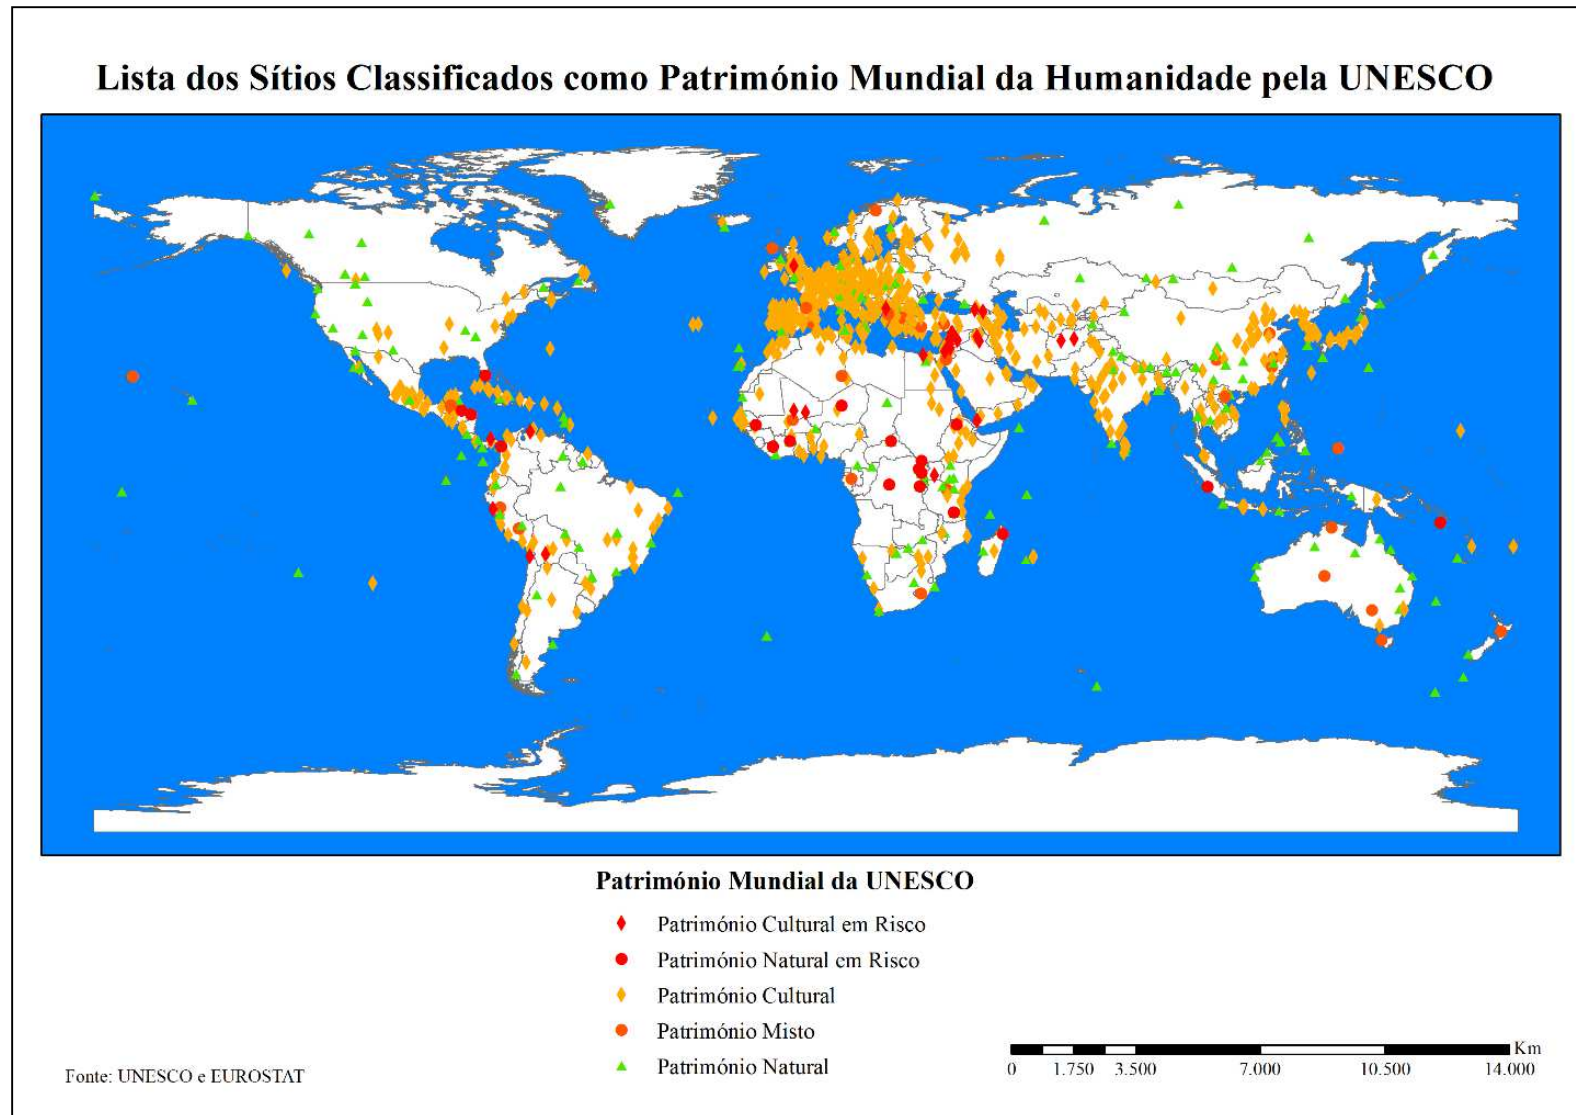 Lista dos Sítios Classificados como Património Mundial da Humanidade pela UNESCO
Património Mundial da UNESCO
Património Cultural em Risco
Património Natural em Risco
Património Cultural
Património Misto
Património Natural
Km
0 1.750 3.500 7.000 10.500 14.000
Fonte: UNESCO e EUROSTAT